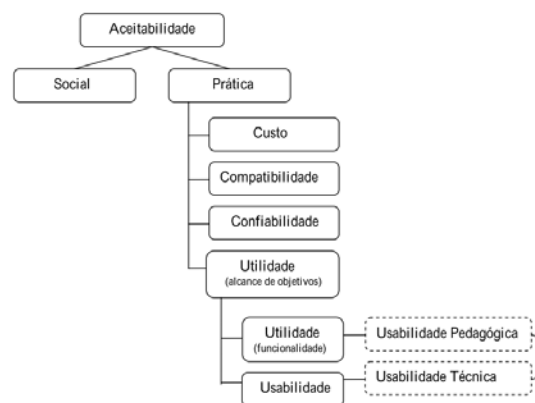 Aceitabilidade
Social
Prática
Custo
Compatibilidade
Confiabilidade
Utilidade
(alcance de objetivos)
Utilidade
(funcionalidade)
Usabilidade Pedagógica
Usabilidade
Usabilidade Técnica